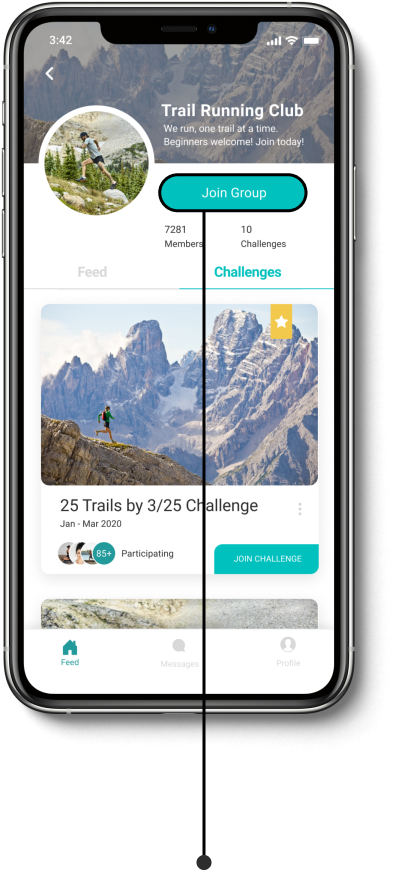 3:42
Trail Running Club
We run, one trail at a time.
Beginners welcome! Join today!
Join Group
7281
Members
10
Challenges
Feed
Challenges
25 Trails by 3/25 Challenge
Jan - Mar 2020
85+
Participating
JOIN CHALLENGE
Feed
Messages
Profile